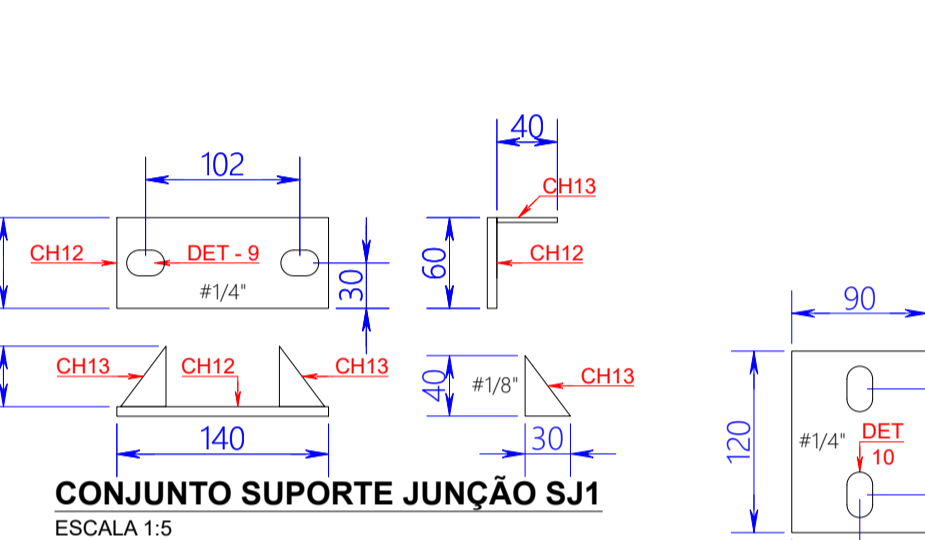 40
102
CH13
CH12
DET - 9
60
CH12
30
#1/4"
90
CH13
CH12
CH13
40
#1/8"
CH13
120
#1/4"
DET
10
140
30
CONJUNTO SUPORTE JUNÇÃO SJ1
ESCALA 1:5